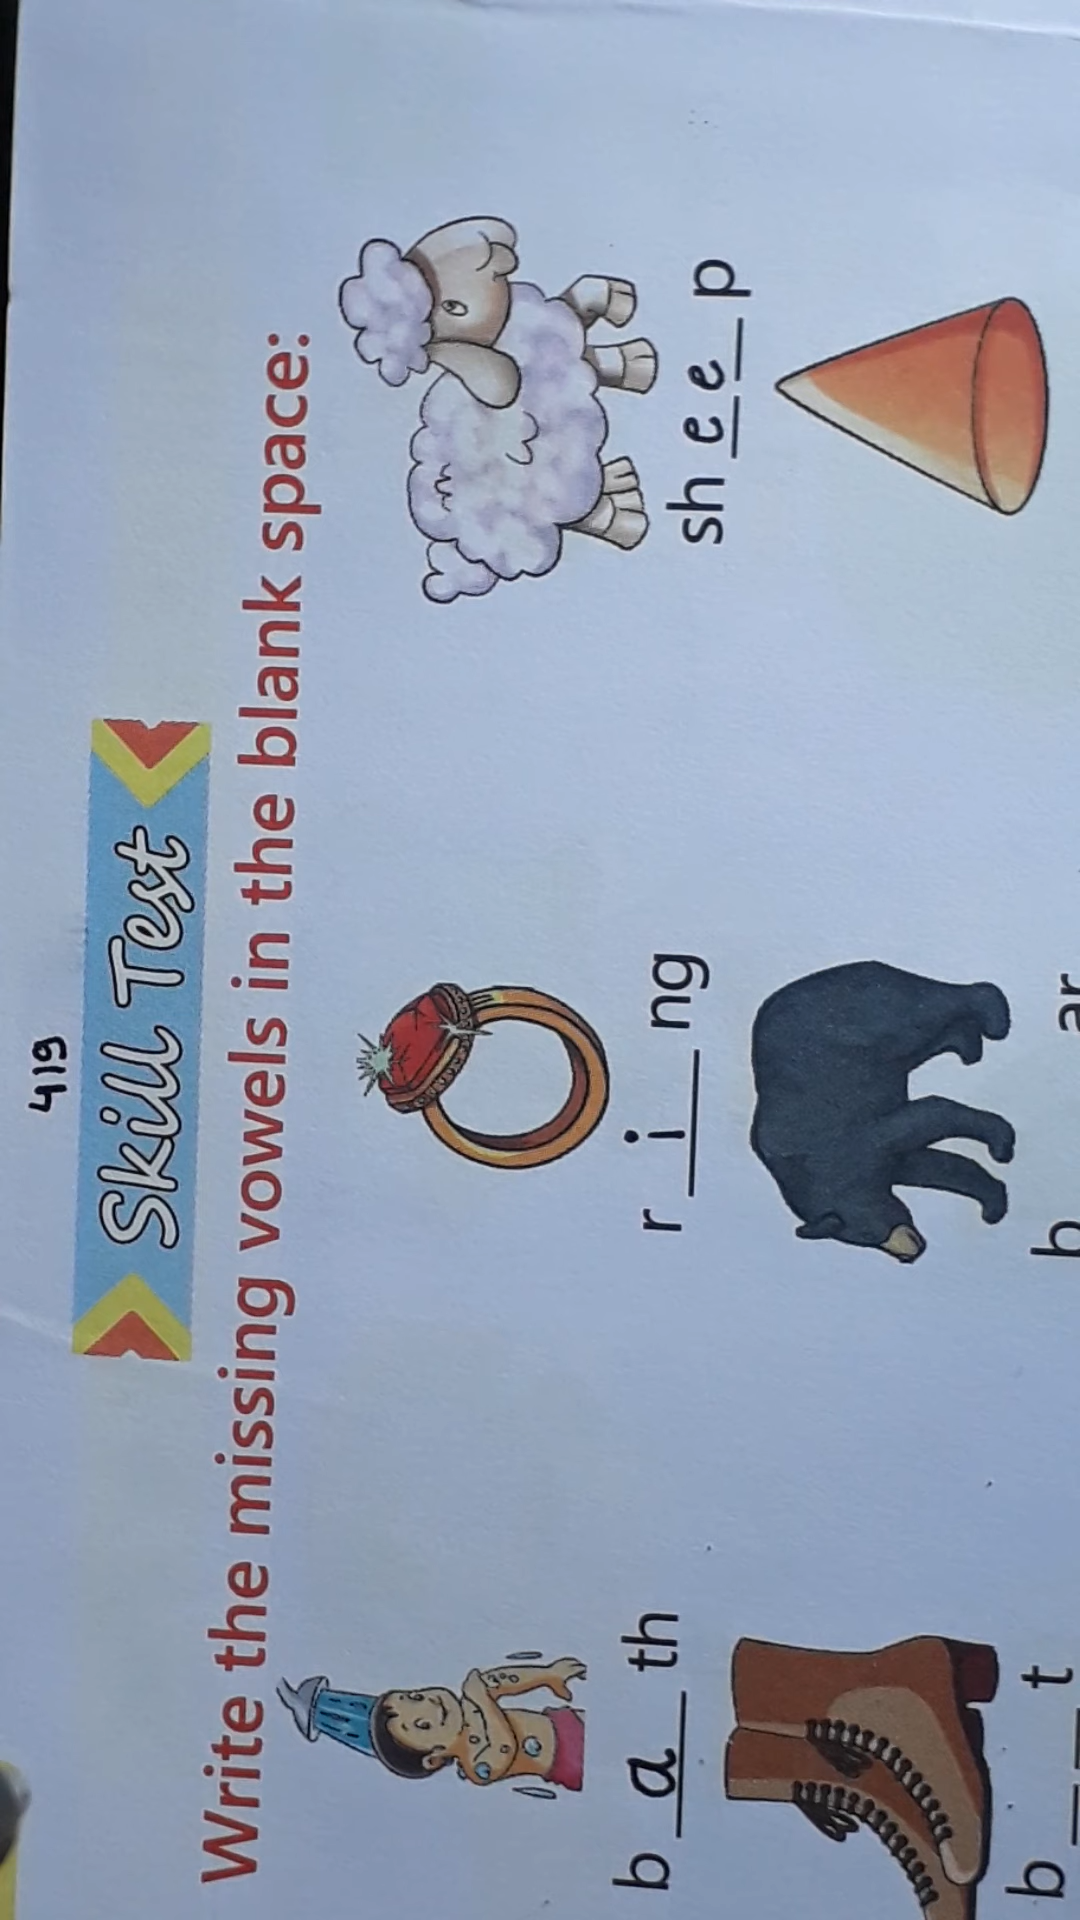 419
Skill Test
Write the missing vowels in the blank space:
b a th r i ng sh e e p
b _ _ t b _ ar